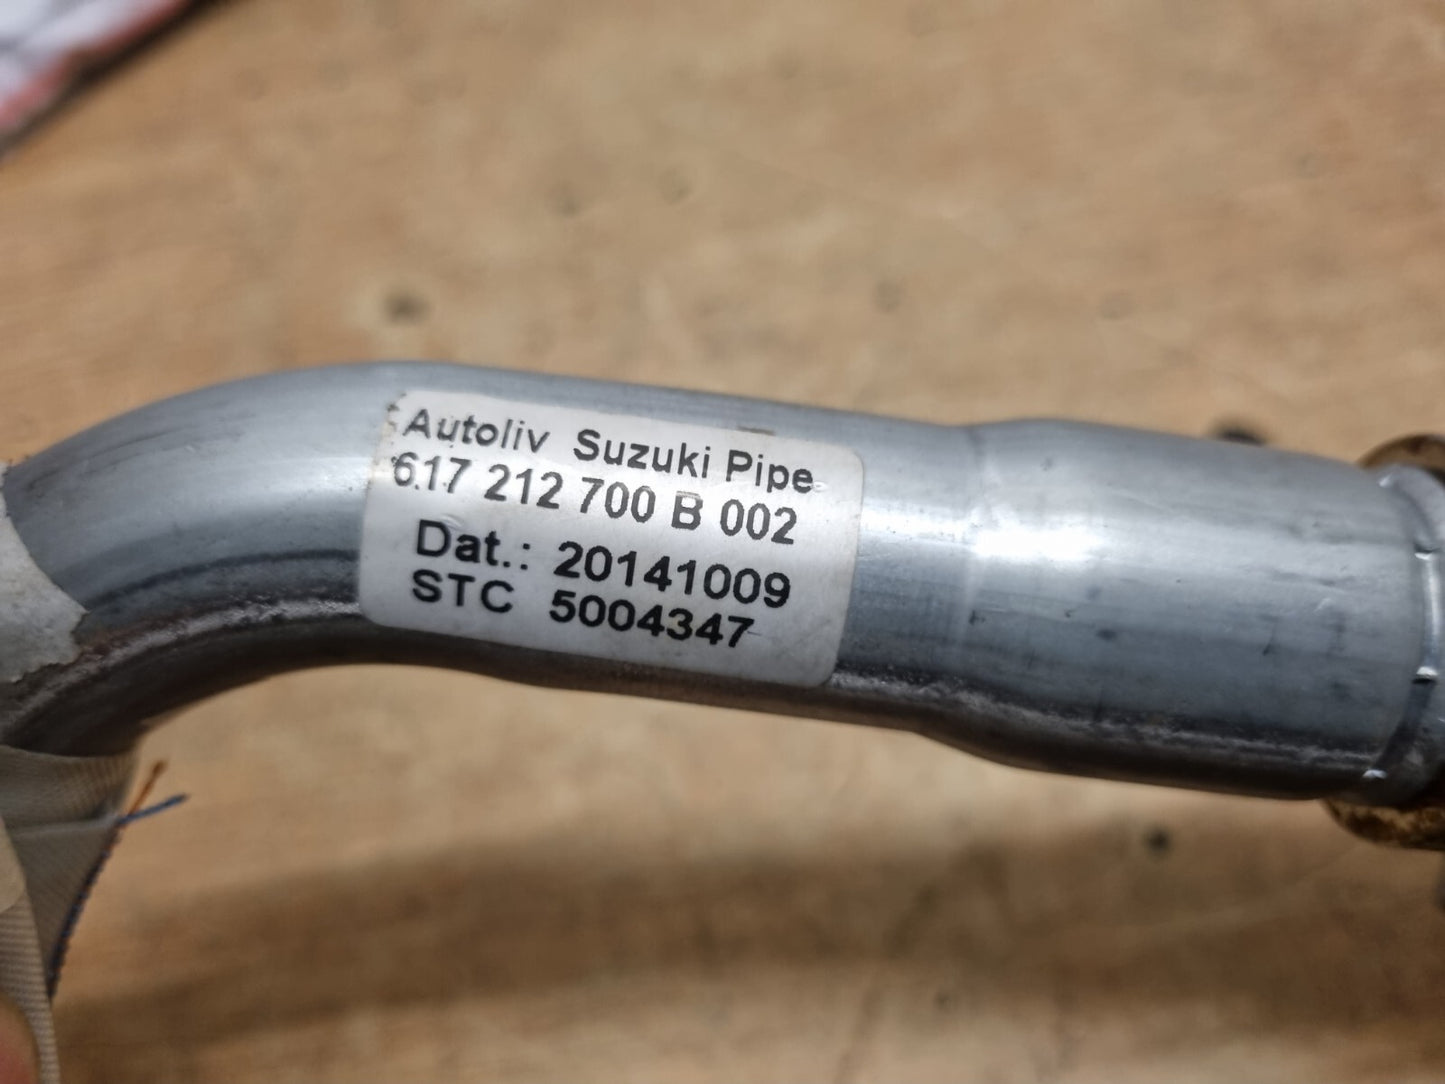 Autoliv Suzuki Pipe
617 212 700 B 002
Dat.: 20141009
STC 5004347